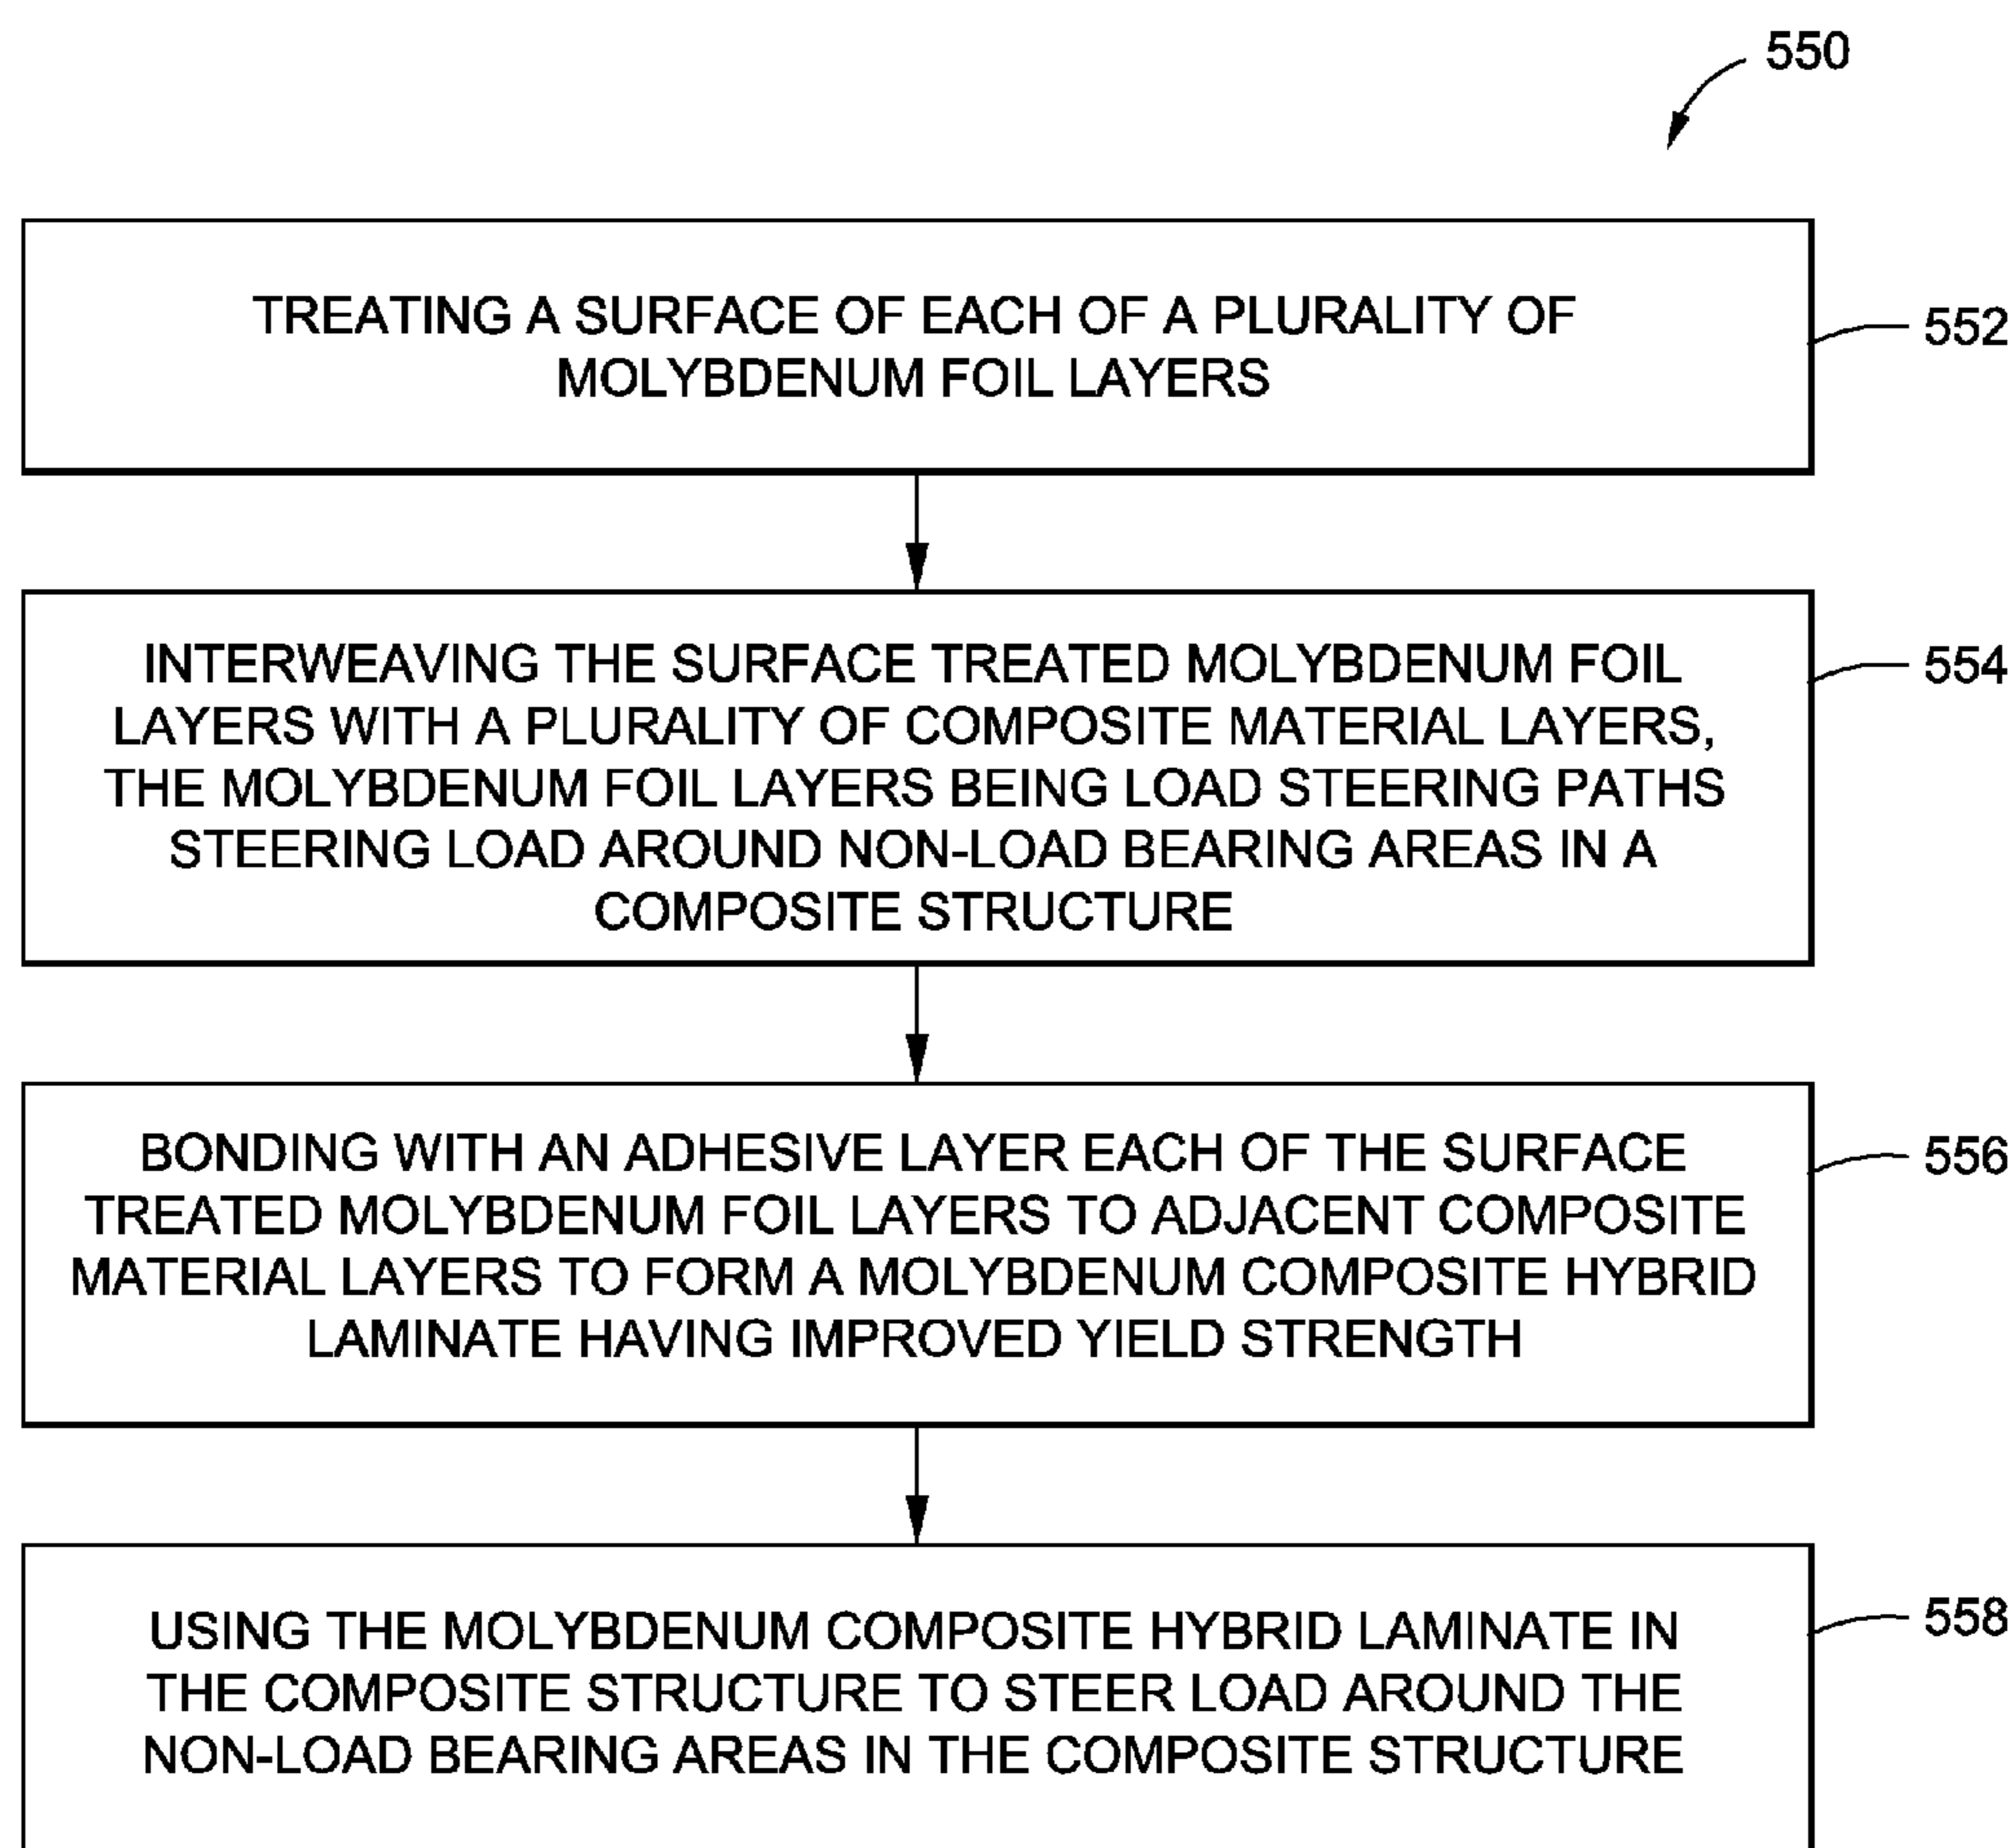 550
TREATING A SURFACE OF EACH OF A PLURALITY OF
MOLYBDENUM FOIL LAYERS
552
INTERWEAVING THE SURFACE TREATED MOLYBDENUM FOIL
LAYERS WITH A PLURALITY OF COMPOSITE MATERIAL LAYERS,
THE MOLYBDENUM FOIL LAYERS BEING LOAD STEERING PATHS
STEERING LOAD AROUND NON-LOAD BEARING AREAS IN A
COMPOSITE STRUCTURE
554
BONDING WITH AN ADHESIVE LAYER EACH OF THE SURFACE
TREATED MOLYBDENUM FOIL LAYERS TO ADJACENT COMPOSITE
MATERIAL LAYERS TO FORM A MOLYBDENUM COMPOSITE HYBRID
LAMINATE HAVING IMPROVED YIELD STRENGTH
556
USING THE MOLYBDENUM COMPOSITE HYBRID LAMINATE IN
THE COMPOSITE STRUCTURE TO STEER LOAD AROUND THE
NON-LOAD BEARING AREAS IN THE COMPOSITE STRUCTURE
558